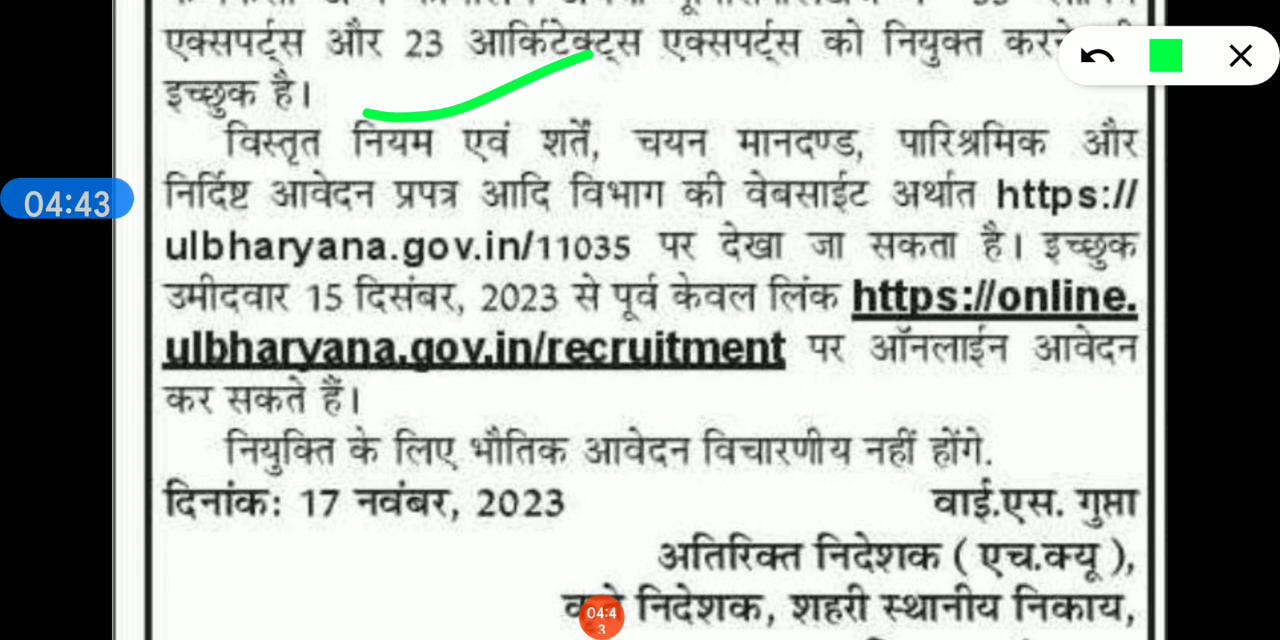 एक्सपर्ट्स और 23 आर्किटेक्ट्स एक्सपर्ट्स को नियुक्त
इच्छुक है।
विस्तृत नियम एवं शर्तें, चयन मानदण्ड, पारिश्रमिक और
निर्दिष्ट आवेदन प्रपत्र आदि विभाग की वेबसाईट अर्थात https://
ulbharyana.gov.in/11035 पर देखा जा सकता है। इच्छुक
उमीदवार 15 दिसंबर, 2023 से पूर्व केवल लिंक https://online.
ulbharyana.gov.in/recruitment पर ऑनलाईन आवेदन
कर सकते हैं।
नियुक्ति के लिए भौतिक आवेदन विचारणीय नहीं होंगे.
दिनांक: 17 नवंबर, 2023 वाई.एस. गुप्ता
अतिरिक्त निदेशक ( एच.क्यू ),
निदेशक, शहरी स्थानीय निकाय,
04:43
04:4
3